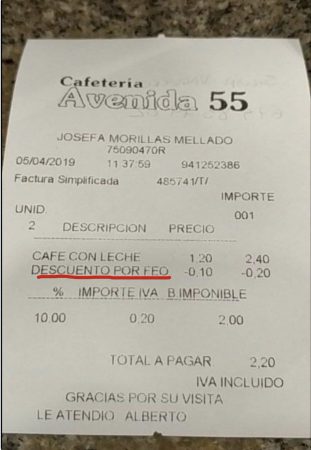 Cafetería
Avenida 55
JOSEFA MORILLAS MELLADO
75090470R
05/04/2019 11:37:59 941252386
Factura Simplificada 485741/T/
IMPORTE
UNID. 001
2 DESCRIPCION PRECIO
CAFE CON LECHE 1,20 2,40
DESCUENTO POR FEO -0,10 -0,20
% IMPORTE IVA B.IMPONIBLE
10.00 0,20 2,00
TOTAL A PAGAR 2,20
IVA INCLUIDO
GRACIAS POR SU VISITA
LE ATENDIO ALBERTO